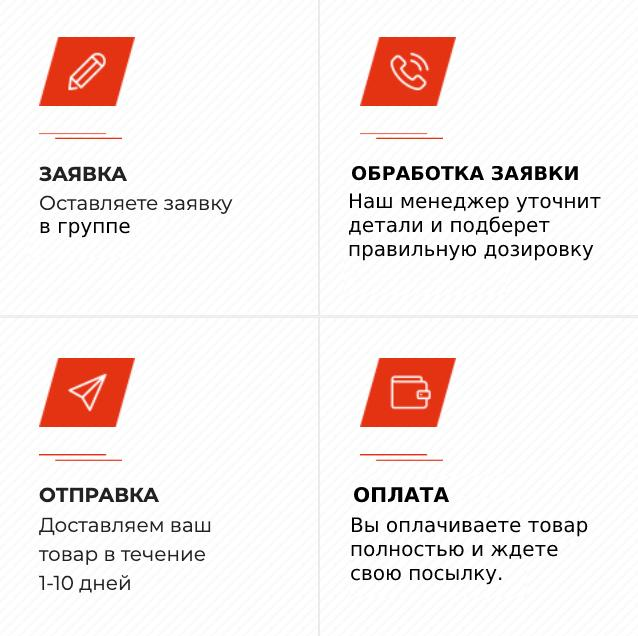 ЗАЯВКА
Оставляете заявку
в группе
ОБРАБОТКА ЗАЯВКИ
Наш менеджер уточнит
детали и подберет
правильную дозировку
ОТПРАВКА
Доставляем ваш
товар в течение
1-10 дней
ОПЛАТА
Вы оплачиваете товар
полностью и ждете
свою посылку.